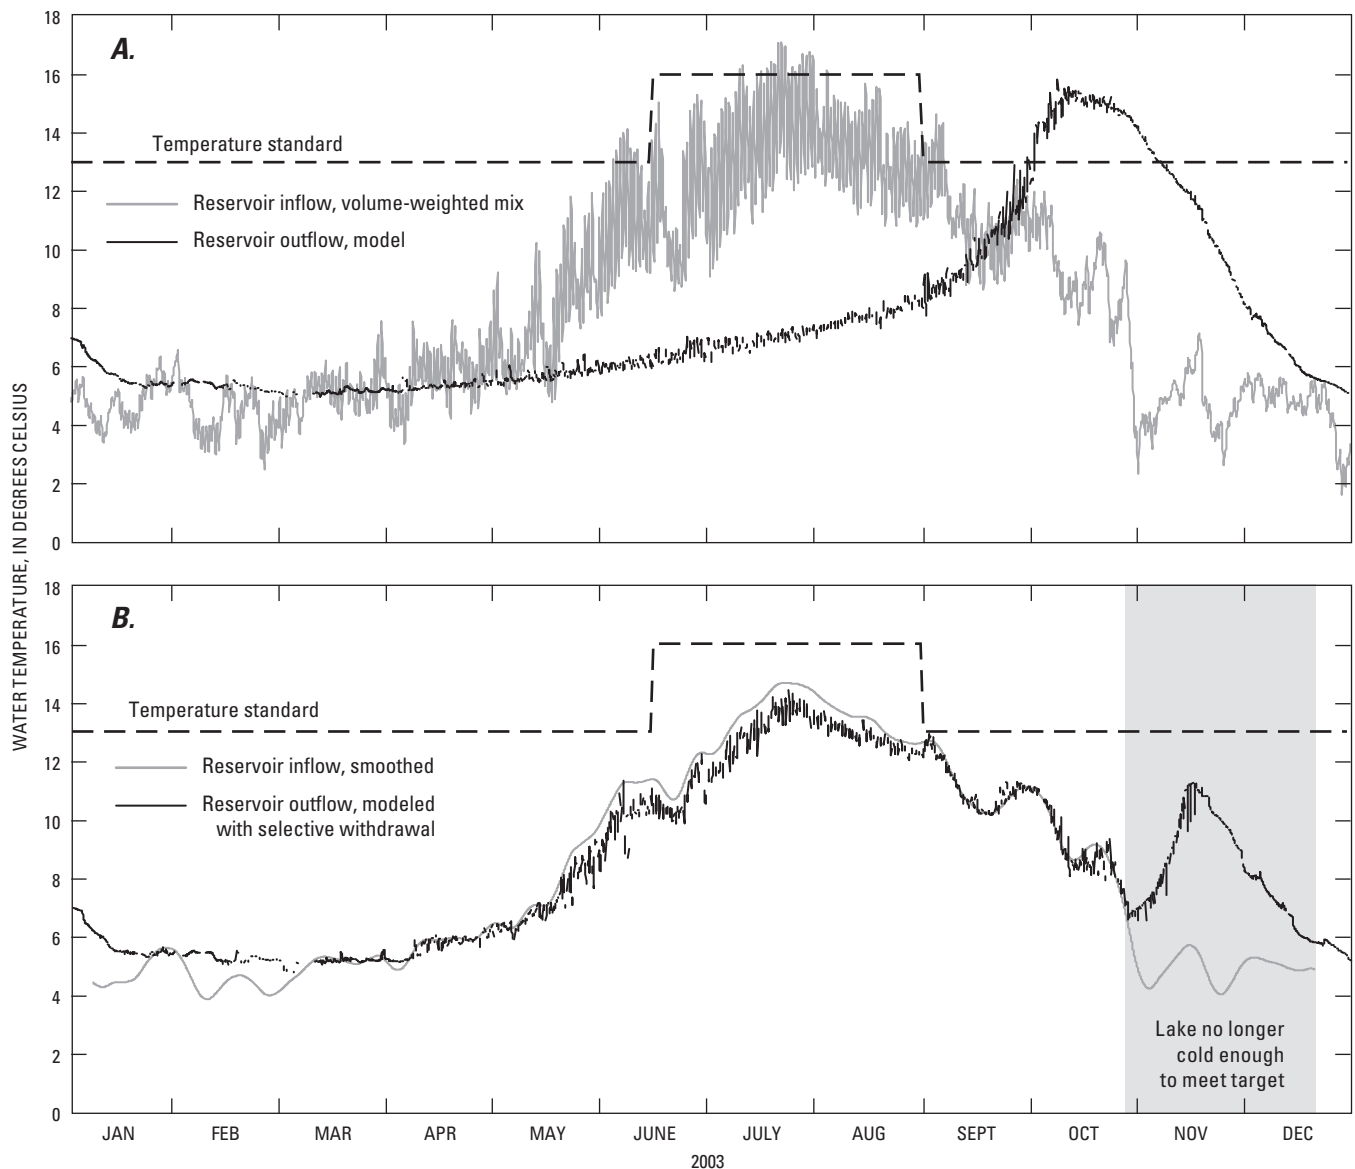 WATER TEMPERATURE, IN DEGREES CELSIUS
18
16
14
12
10
8
6
4
2
0
A.
Temperature standard
Reservoir inflow, volume-weighted mix
Reservoir outflow, model
18
16
14
12
10
8
6
4
2
0
B.
Temperature standard
Reservoir inflow, smoothed
Reservoir outflow, modeled
with selective withdrawal
Lake no longer
cold enough
to meet target
JAN FEB MAR APR MAY JUNE JULY AUG SEPT OCT NOV DEC
2003